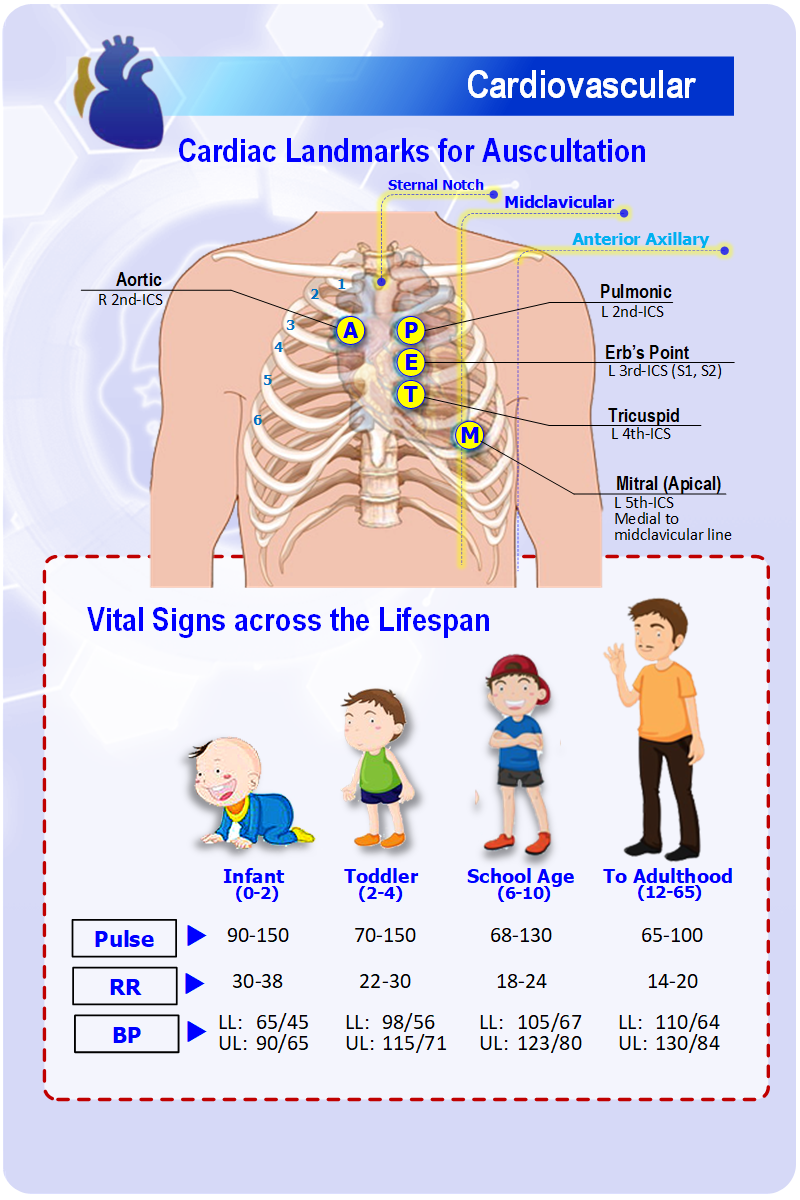 Cardiovascular
Cardiac Landmarks for Auscultation
Sternal Notch
Midclavicular
Anterior Axillary
Aortic
R 2nd-ICS
1
2
3
4
5
6
A
P
E
T
M
Pulmonic
L 2nd-ICS
Erb's Point
L 3rd-ICS (S1, S2)
Tricuspid
L 4th-ICS
Mitral (Apical)
L 5th-ICS
Medial to
midclavicular line
Vital Signs across the Lifespan
Infant Toddler School Age To Adulthood
(0-2) (2-4) (6-10) (12-65)
Pulse 90-150 70-150 68-130 65-100
RR 30-38 22-30 18-24 14-20
BP
LL: 65/45 LL: 98/56 LL: 105/67 LL: 110/64
UL: 90/65 UL: 115/71 UL: 123/80 UL: 130/84